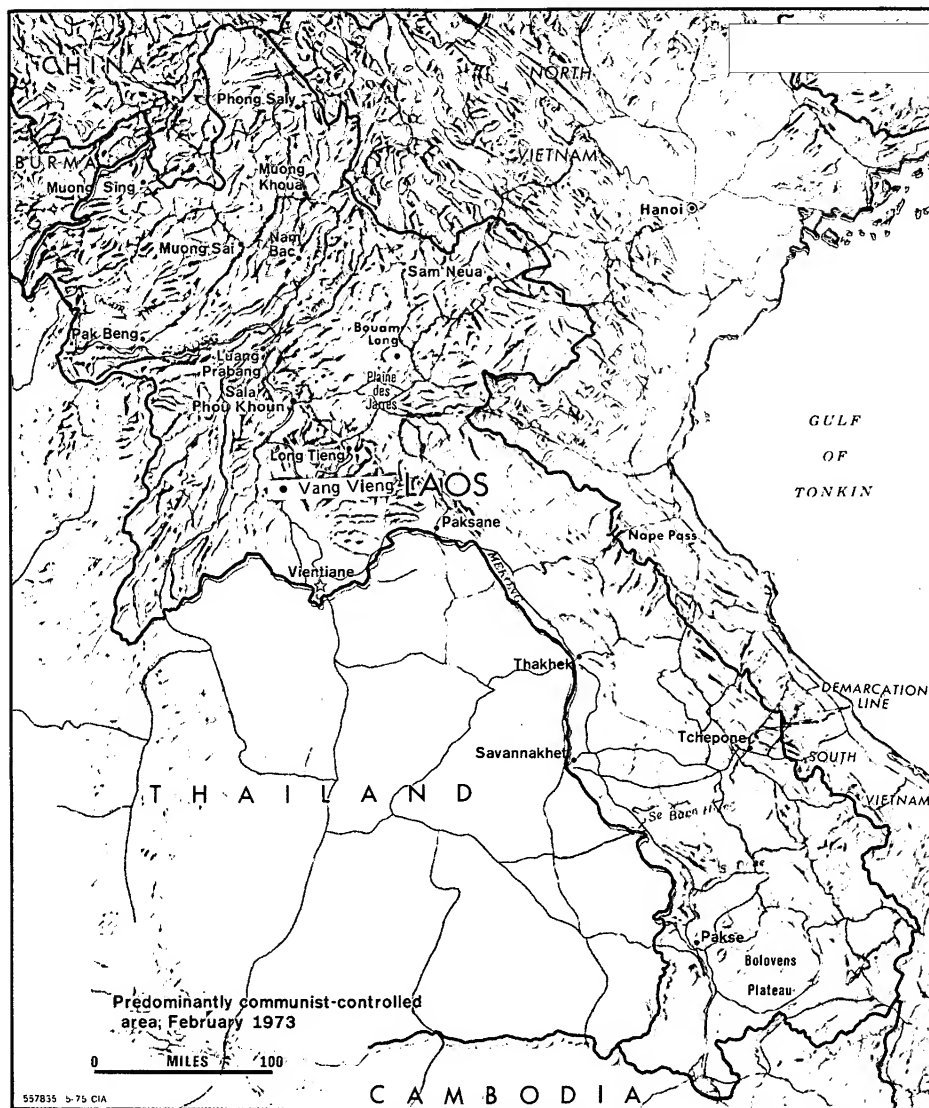 CHINA
NORTH
Phong Saly
BURMA
VIETNAM
Muong
Khoua
Muong Sing
Hanoi
Muong Sai
Nam
Bac
Sam Neua
Pak Beng
Bouam
Long
Luang
Prabang
Plaine
des
Jarres
Sala
Phou Khoun
GULF
OF
TONKIN
Long Tieng
Vang Vieng
LAOS
Paksane
Nape Pass
MEKONG
Vientiane
Thakhek
DEMARCATION
LINE
Tchepone
Savannakhet
SOUTH
VIETNAM
THAILAND
Se
Pakse
Bolovens
Plateau
Predominantly communist-controlled
area, February 1973
0 MILES 100
557835 5-75 CIA
CAMBODIA